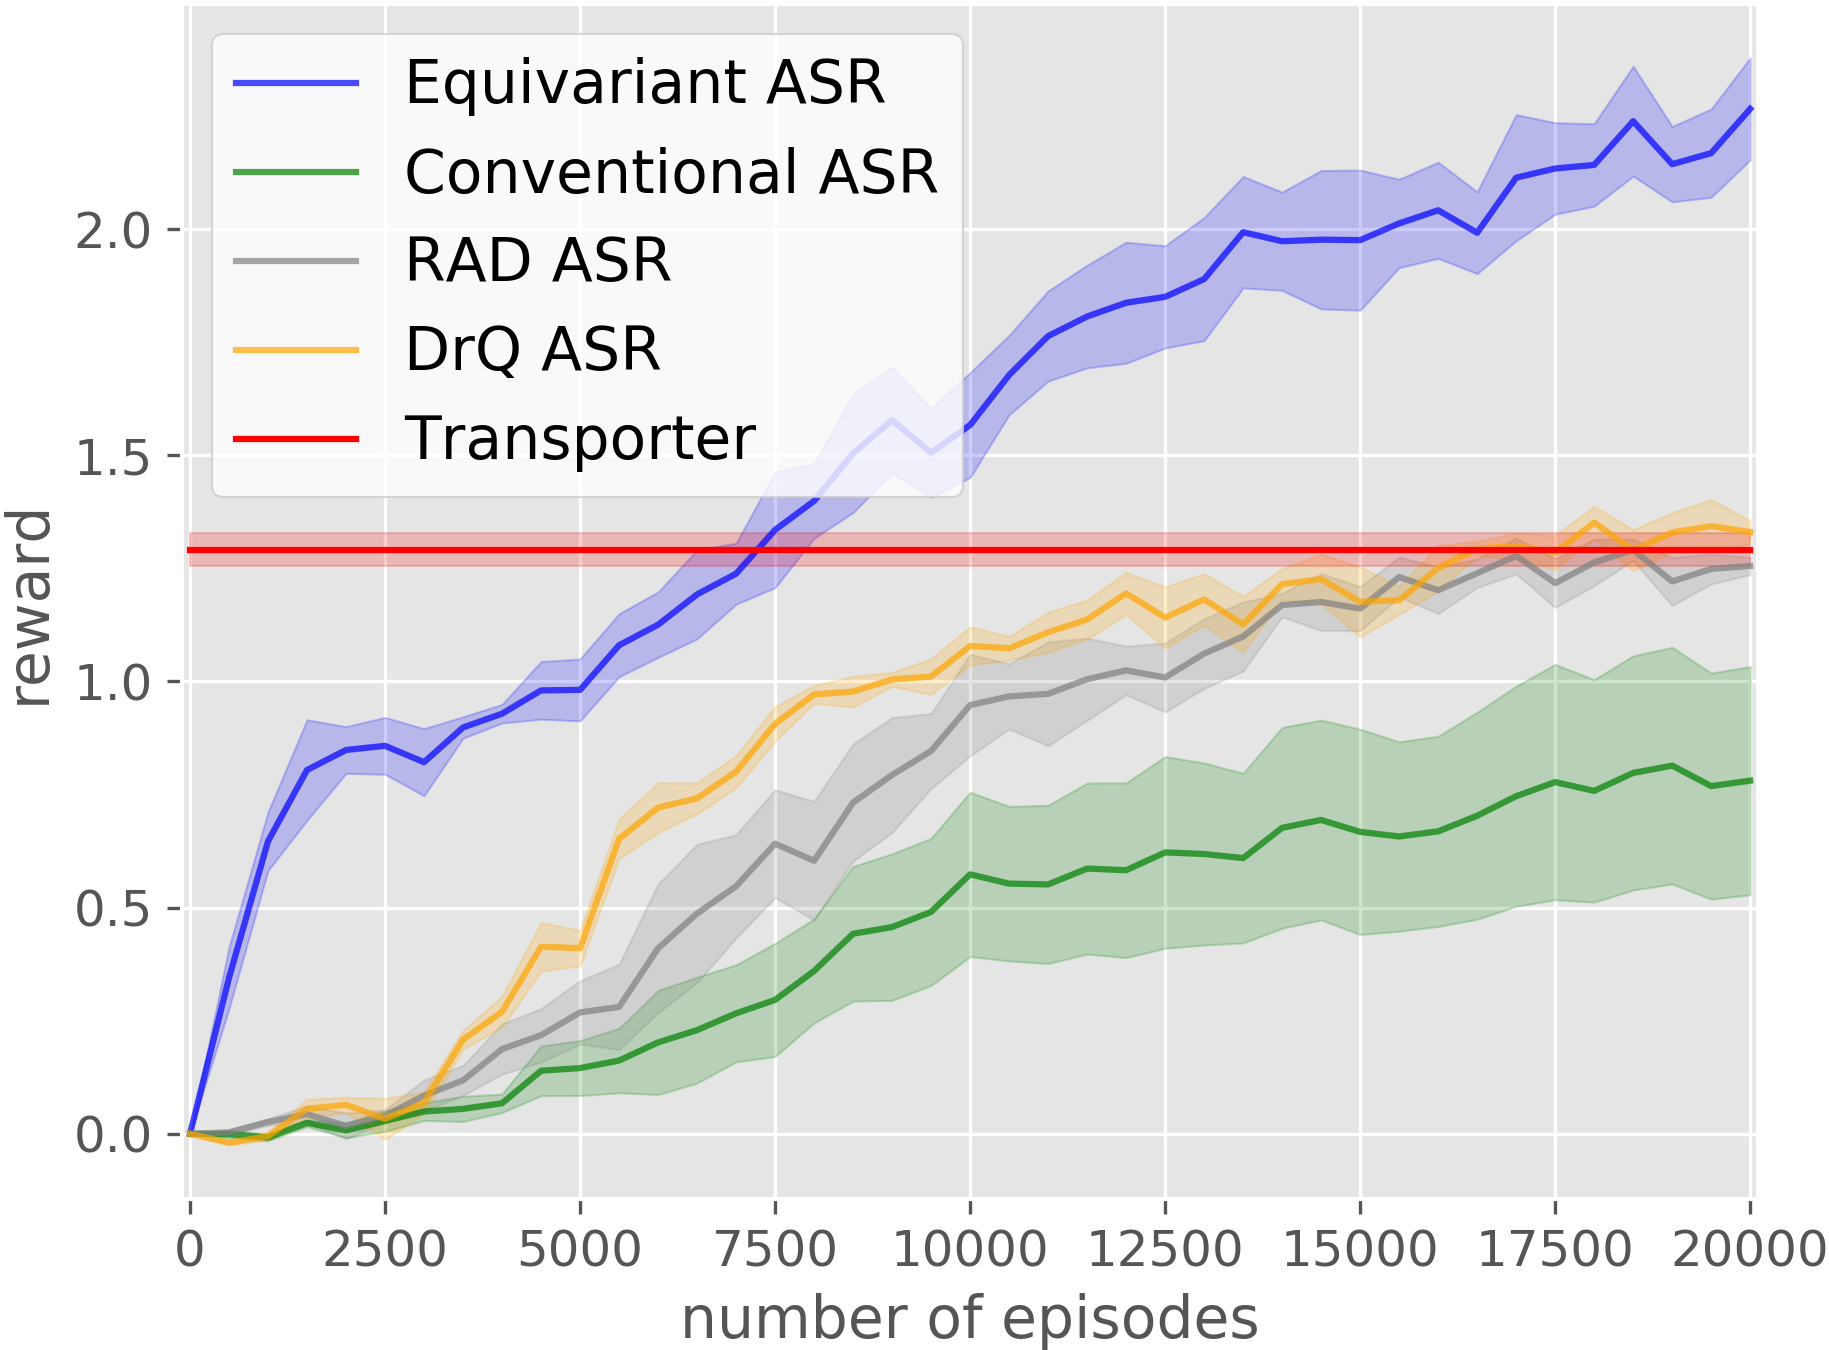 Equivariant ASR
Conventional ASR
RAD ASR
DrQ ASR
Transporter
reward
2.0
1.5
1.0
0.5
0.0
0 2500 5000 7500 10000 12500 15000 17500 20000
number of episodes